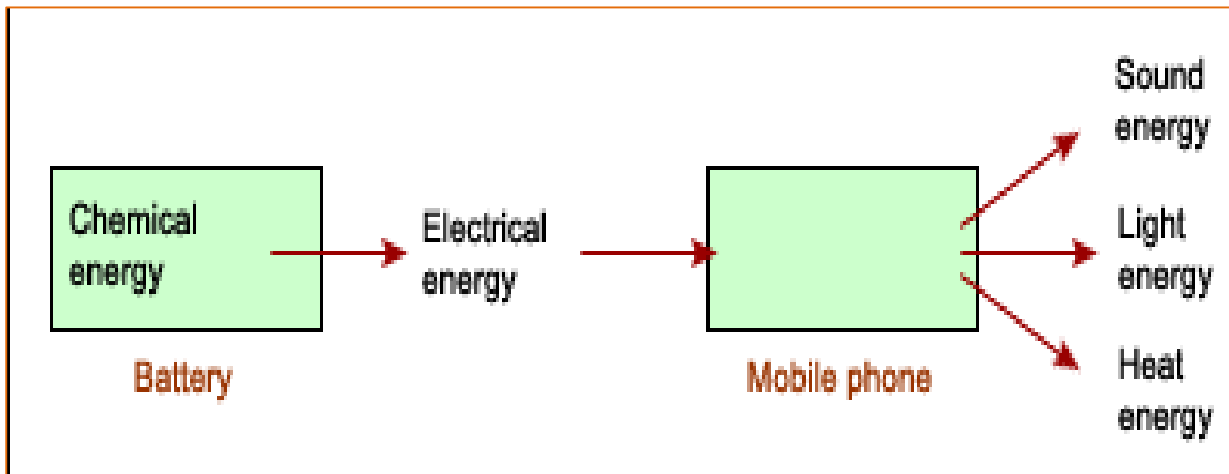 Sound
energy
Chemical
energy
Electrical
energy
Light
energy
Battery
Mobile phone
Heat
energy